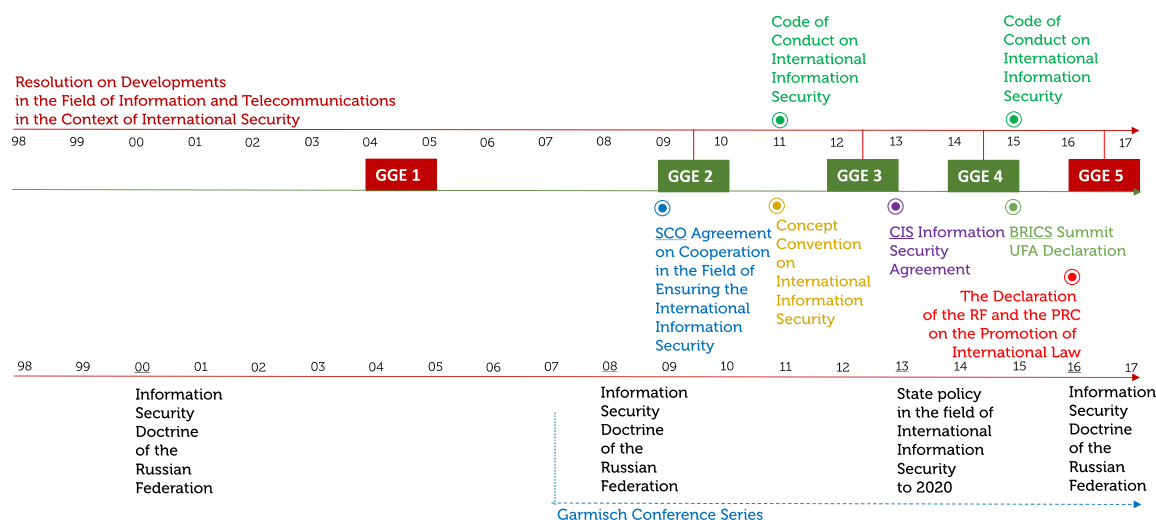 Code of
Conduct on
International
Information
Security
Code of
Conduct on
International
Information
Security
Resolution on Developments
in the Field of Information and Telecommunications
in the Context of International Security
98 99 00 01 02 03 04 05 06 07 08 09 10 11 12 13 14 15 16 17
GGE 1 GGE 2 GGE 3 GGE 4 GGE 5
SCO Agreement
on Cooperation
in the Field of
Ensuring the
International
Information
Security
Concept
Convention
on
International
Information
Security
CIS Information
Security
Agreement
BRICS Summit
UFA Declaration
The Declaration
of the RF and the PRC
on the Promotion of
International Law
98 99 00 01 02 03 04 05 06 07 08 09 10 11 12 13 14 15 16 17
Information
Security
Doctrine
of the
Russian
Federation
Information
Security
Doctrine
of the
Russian
Federation
State policy
in the field of
International
Information
Security
to 2020
Information
Security
Doctrine
of the
Russian
Federation
Garmisch Conference Series